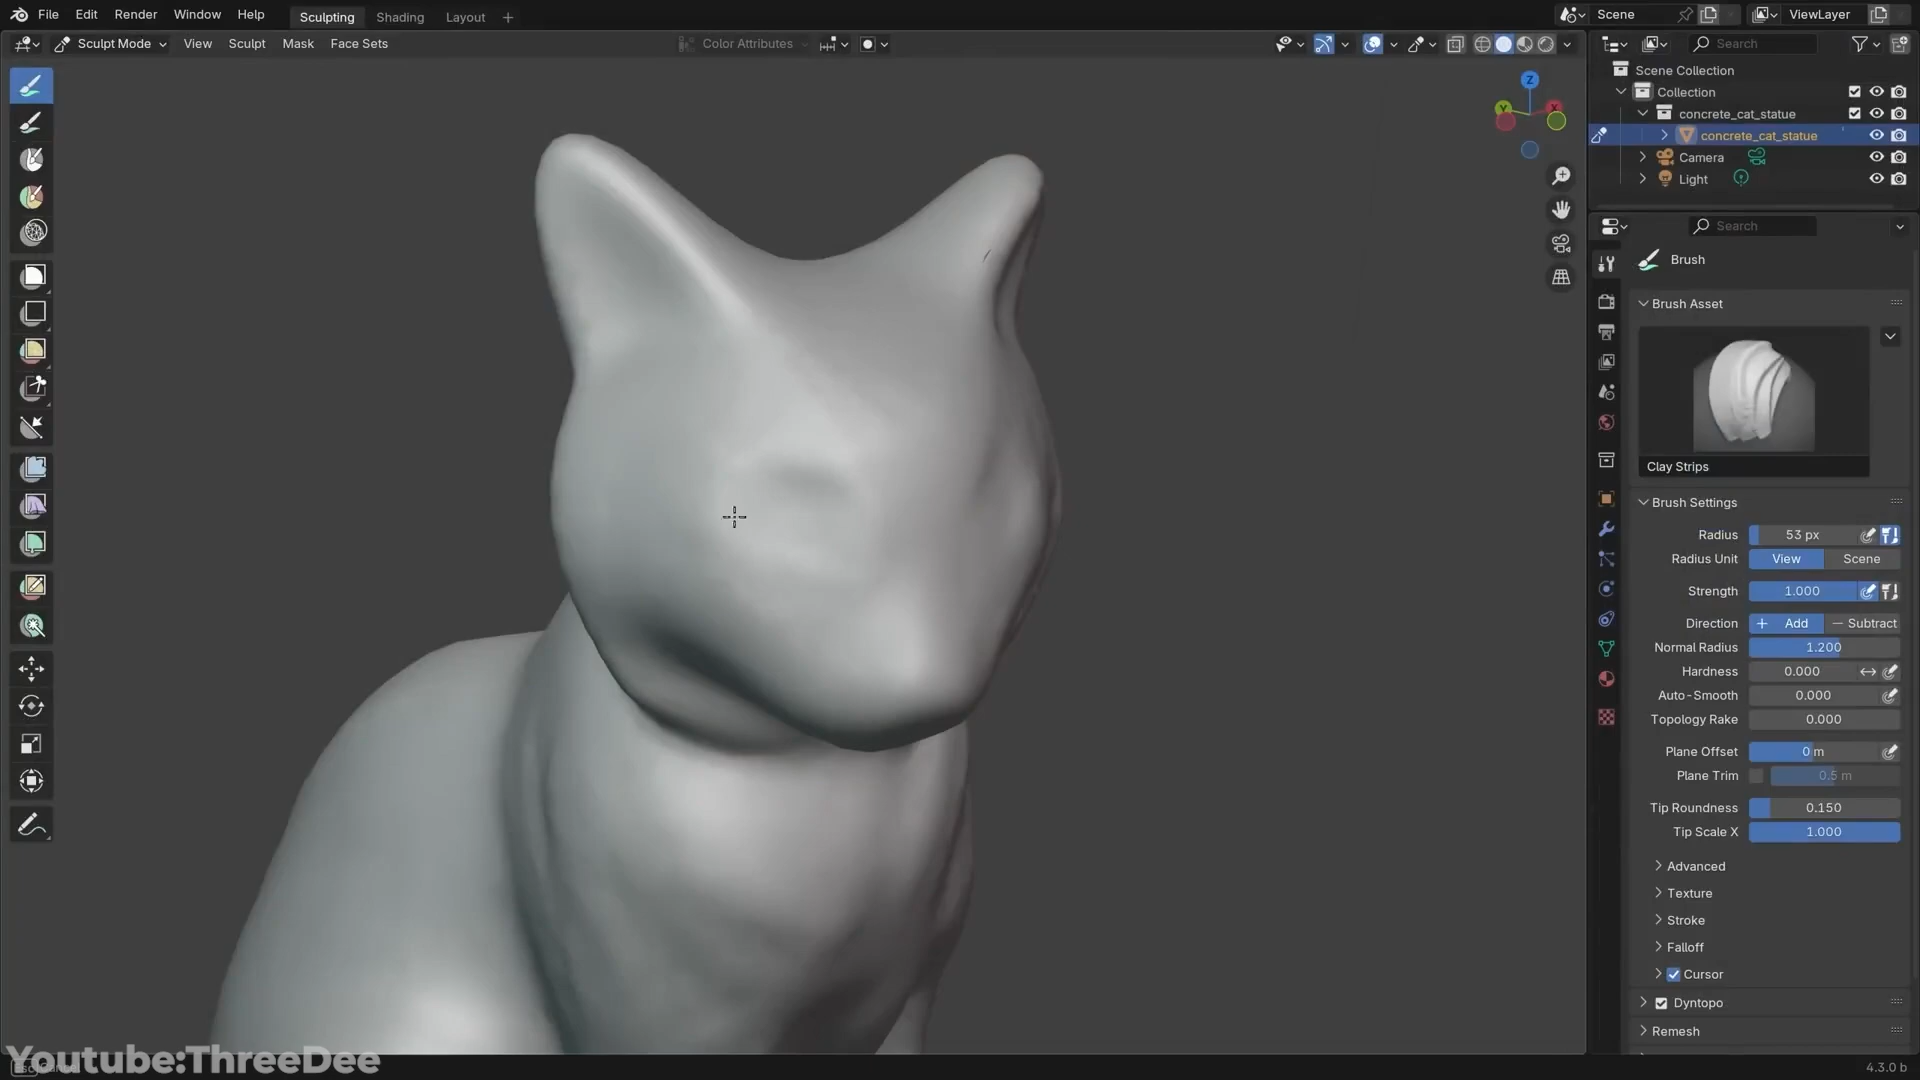 File Edit Render Window Help Sculpting Shading Layout + Scene ViewLayer
Sculpt Mode View Sculpt Mask Face Sets Color Attributes Search
Scene Collection
Collection
concrete_cat_statue
concrete_cat_statue
Camera
Light
Z
Y X
Search
Brush
Brush Asset
Clay Strips
Brush Settings
Radius 53 px
Radius Unit View Scene
Strength 1.000
Direction + Add — Subtract
Normal Radius 1.200
Hardness 0.000
Auto-Smooth 0.000
Topology Rake 0.000
Plane Offset 0 m
Plane Trim 0.5 m
Tip Roundness 0.150
Tip Scale X 1.000
Advanced
Texture
Stroke
Falloff
Cursor
Dyntopo
Remesh
Youtube:ThreeDee
4.3.0 b